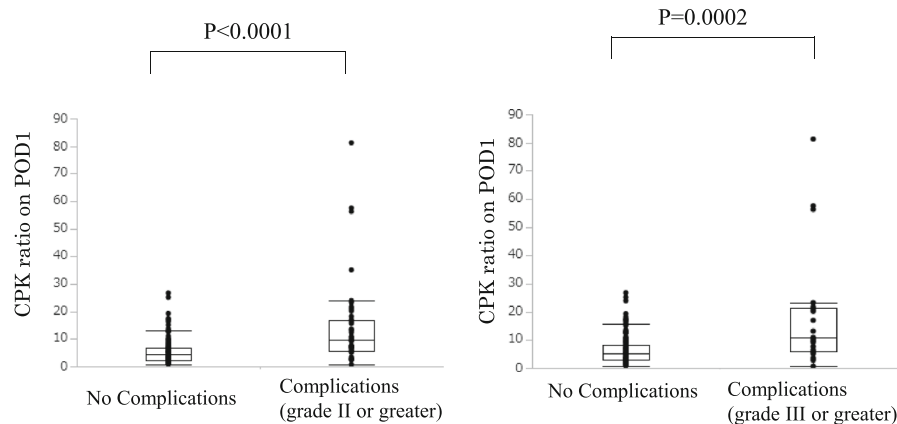 P<0.0001
CPK ratio on POD1
90
80
70
60
50
40
30
20
10
0
No Complications
Complications
(grade II or greater)
P=0.0002
CPK ratio on POD1
90
80
70
60
50
40
30
20
10
0
No Complications
Complications
(grade III or greater)